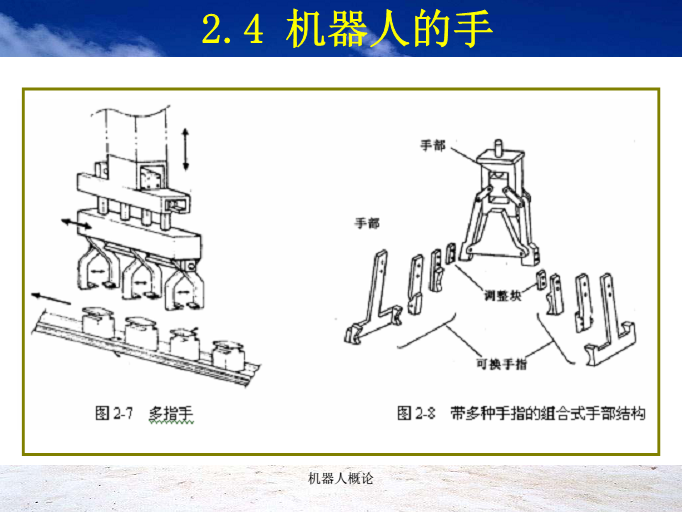 2.4 机器人的手
手部
手部
调整块
可换手指
图 2-7 多指手
图 2-8 带多种手指的组合式手部结构
机器人概论